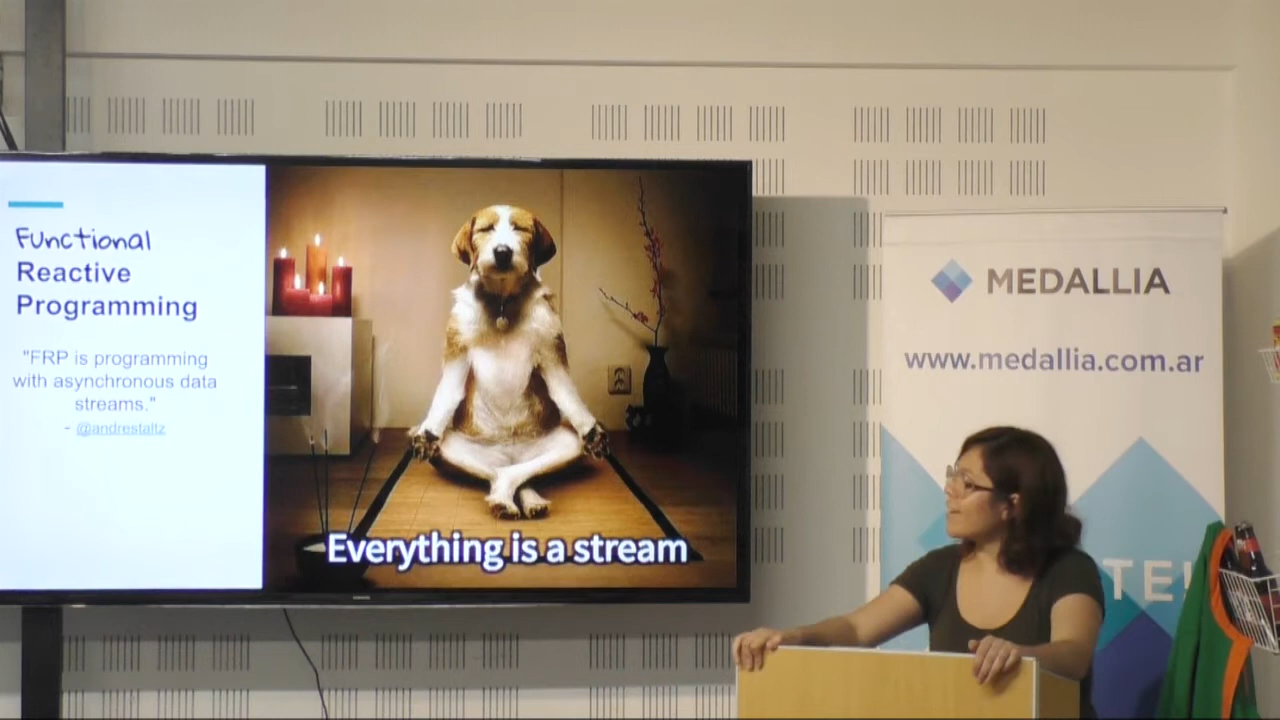 Functional
Reactive
Programming
"FRP is programming
with asynchronous data
streams."
- @andrestaltz
Everything is a stream
MEDALLIA
www.medallia.com.ar
TE!